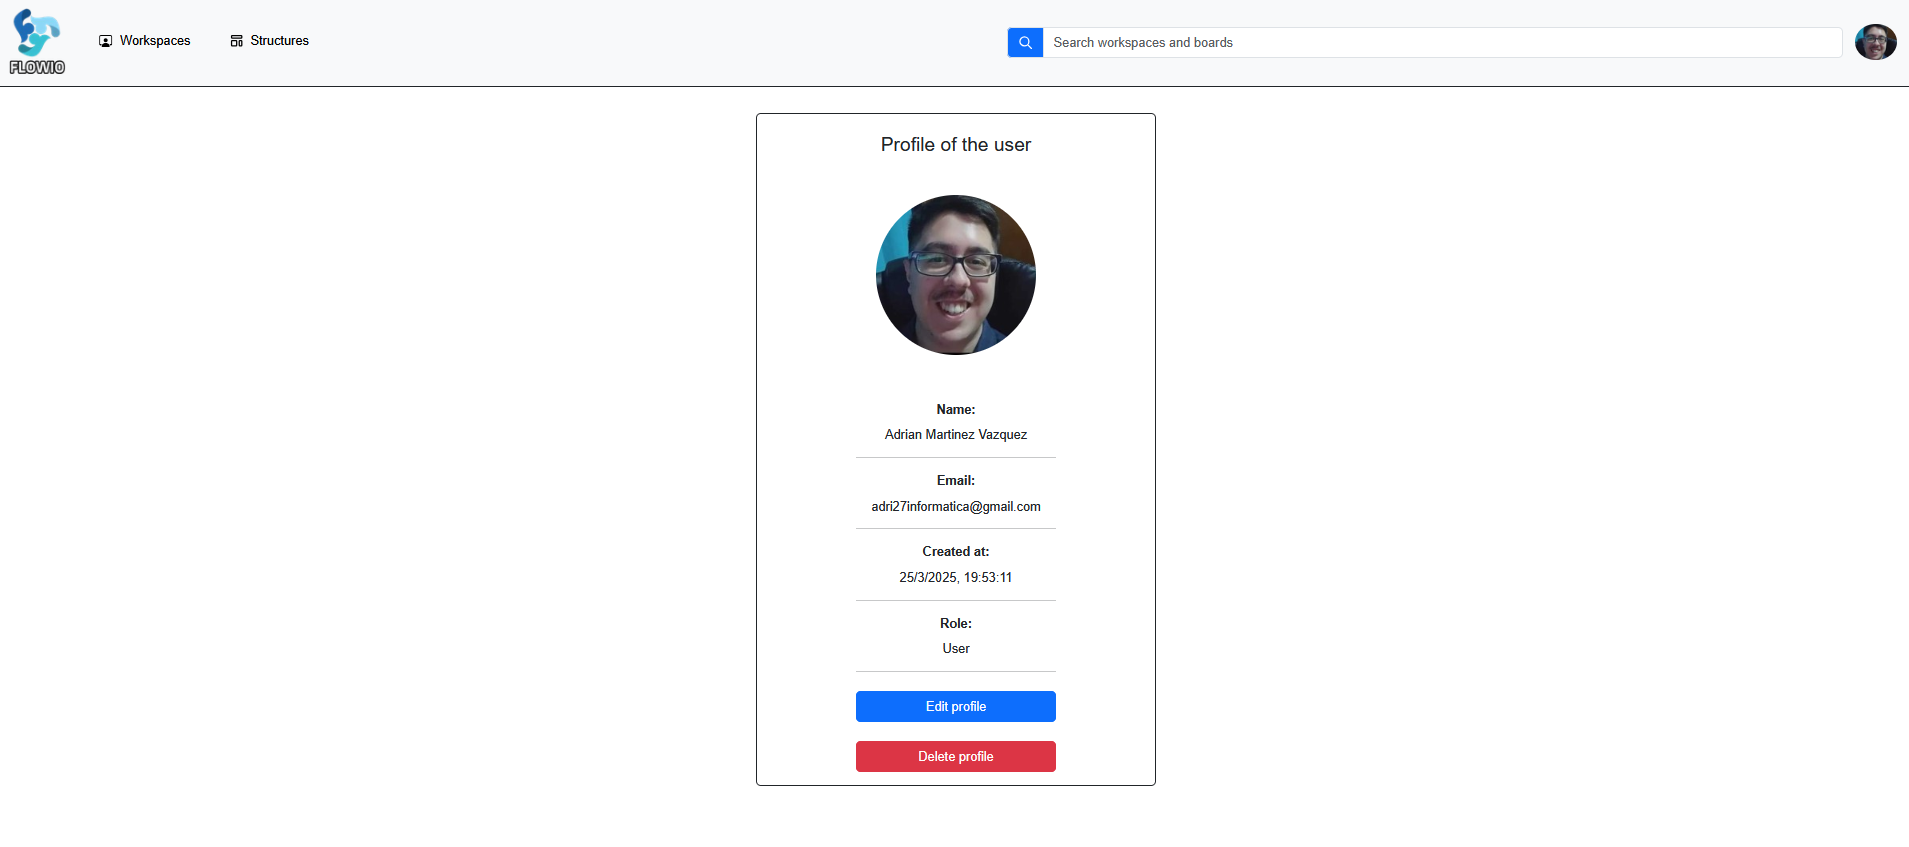 FLOWIO
Workspaces
Structures
Search workspaces and boards
Profile of the user
Name:
Adrian Martinez Vazquez
Email:
adri27informatica@gmail.com
Created at:
25/3/2025, 19:53:11
Role:
User
Edit profile
Delete profile